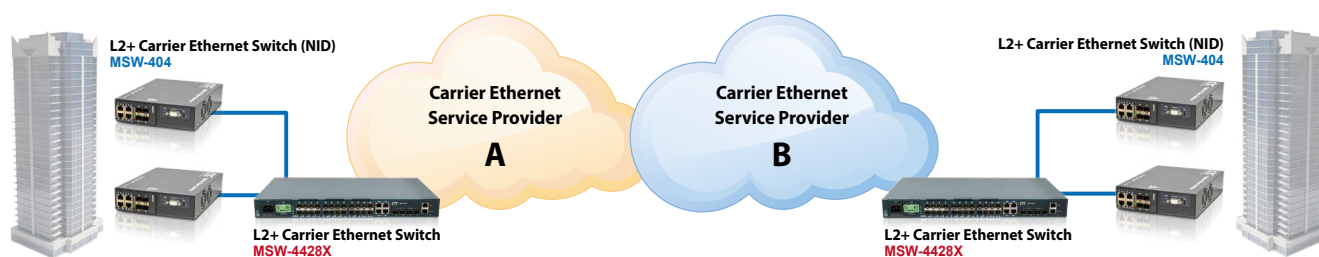 L2+ Carrier Ethernet Switch (NID)
MSW-404
Carrier Ethernet
Service Provider
A
Carrier Ethernet
Service Provider
B
L2+ Carrier Ethernet Switch (NID)
MSW-404
L2+ Carrier Ethernet Switch
MSW-4428X
L2+ Carrier Ethernet Switch
MSW-4428X